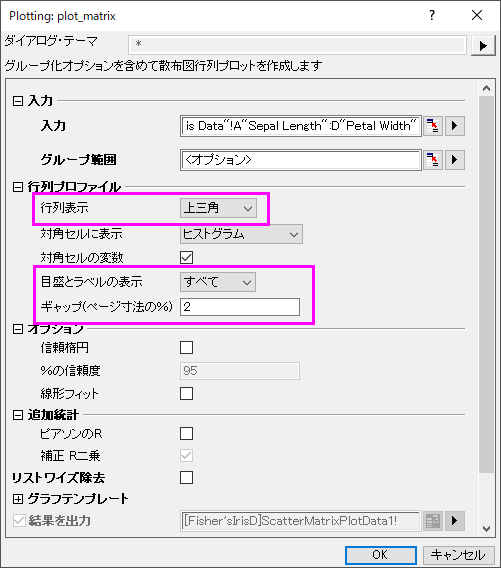 Plotting: plot_matrix
ダイアログ・テーマ *
グループ化オプションを含めて散布図行列プロットを作成します
入力
入力 is Data"!A"Sepal Length":D"Petal Width"
グループ範囲 <オプション>
行列プロファイル
行列表示 上三角
対角セルに表示 ヒストグラム
対角セルの変数
目盛とラベルの表示 すべて
ギャップ(ページ寸法の%) 2
オプション
信頼楕円
%の信頼度 95
線形フィット
追加統計
ピアソンのR
補正 R二乗
リストワイズ除去
グラフテンプレート
結果を出力 [Fisher'sIrisD]ScatterMatrixPlotData1!
OK キャンセル